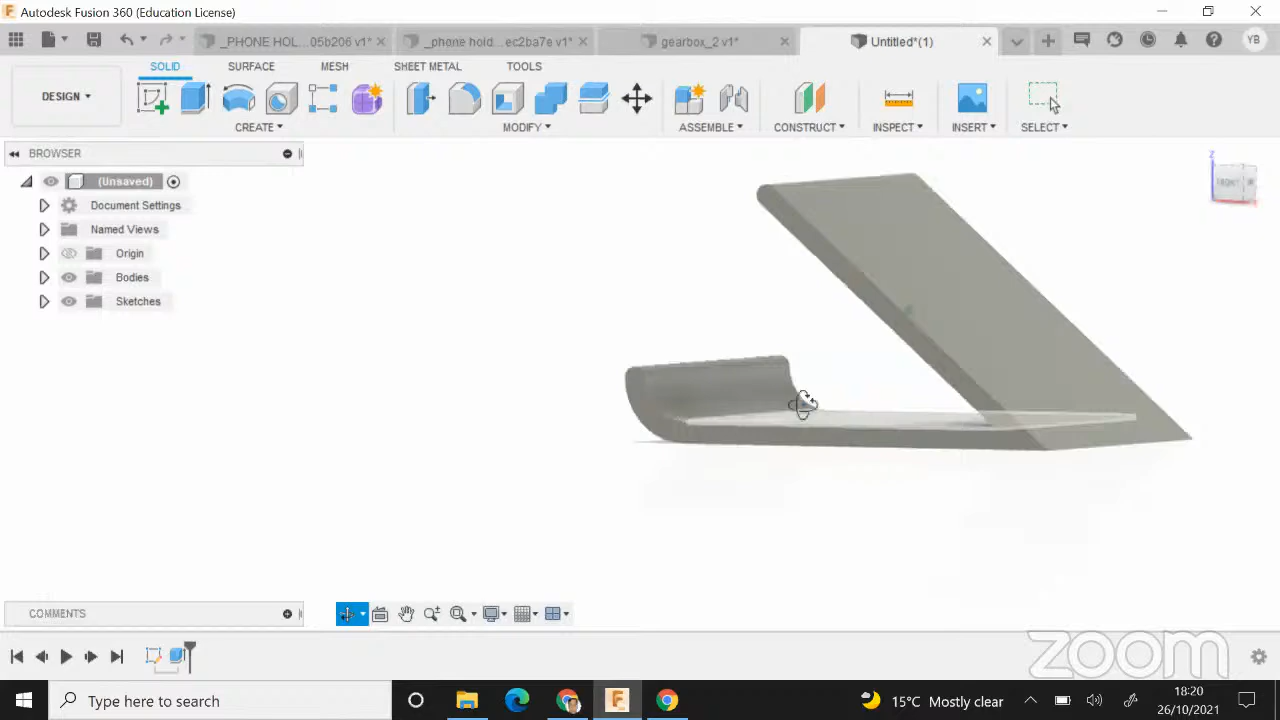 Autodesk Fusion 360 (Education License)
_PHONE HOL...05b206 v1*
_phone hold...ec2ba7e v1*
gearbox_2 v1*
Untitled*(1)
YB
SOLID
SURFACE
MESH
SHEET METAL
TOOLS
DESIGN
CREATE
MODIFY
ASSEMBLE
CONSTRUCT
INSPECT
INSERT
SELECT
BROWSER
(Unsaved)
Document Settings
Named Views
Origin
Bodies
Sketches
Z
FRONT
COMMENTS
zoom
Type here to search
15°C Mostly clear
18:20
26/10/2021